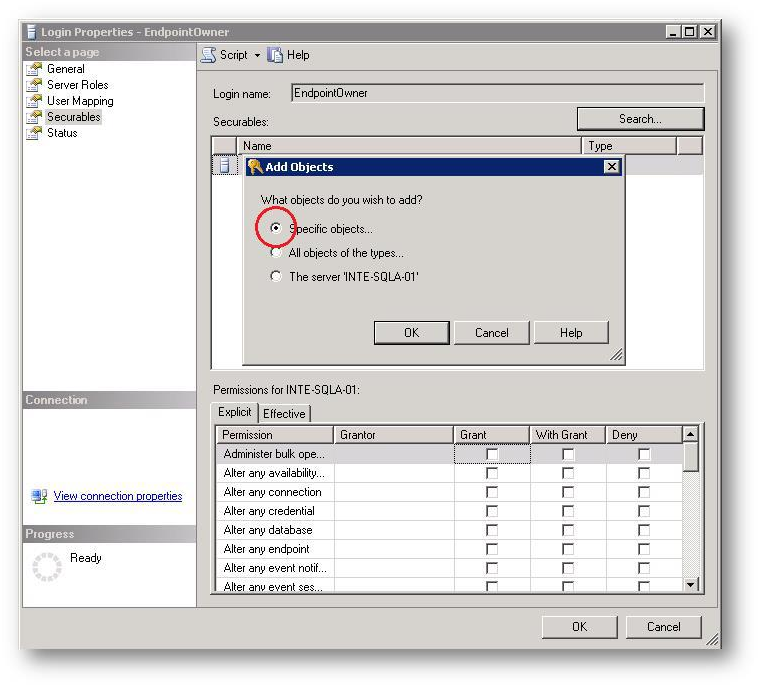 Login Properties - EndpointOwner
Select a page
General
Server Roles
User Mapping
Securables
Status
Script
Help
Login name: EndpointOwner
Securables: Search...
Name Type
Add Objects
What objects do you wish to add?
Specific objects...
All objects of the types...
The server 'INTE-SQLA-01'
OK Cancel Help
Permissions for INTE-SQLA-01:
Explicit Effective
Permission Grantor Grant With Grant Deny
Administer bulk ope...
Alter any availability...
Alter any connection
Alter any credential
Alter any database
Alter any endpoint
Alter any event notif...
Alter any event ses...
Connection
View connection properties
Progress
Ready
OK Cancel